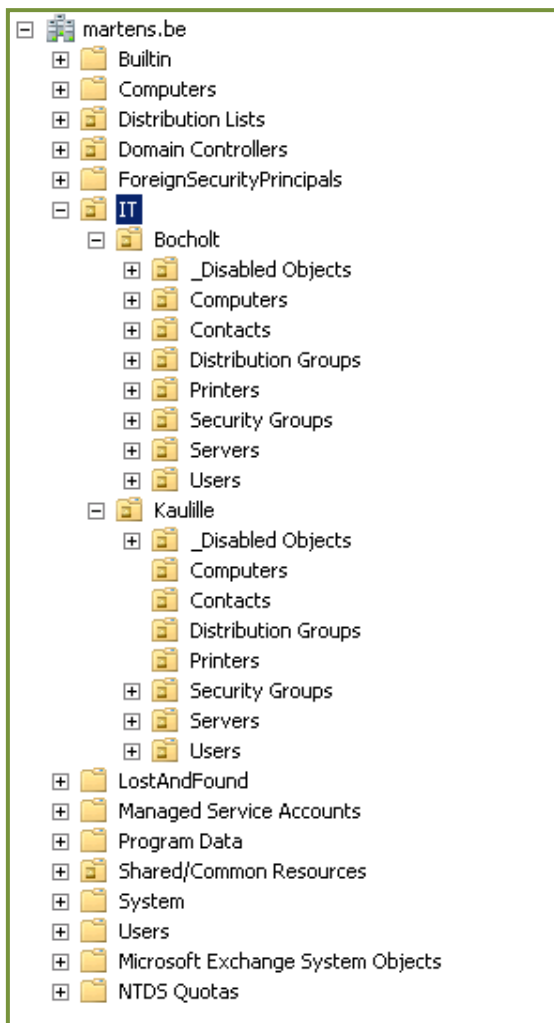 martens.be
Builtin
Computers
Distribution Lists
Domain Controllers
ForeignSecurityPrincipals
IT
Bocholt
_Disabled Objects
Computers
Contacts
Distribution Groups
Printers
Security Groups
Servers
Users
Kaulille
_Disabled Objects
Computers
Contacts
Distribution Groups
Printers
Security Groups
Servers
Users
LostAndFound
Managed Service Accounts
Program Data
Shared/Common Resources
System
Users
Microsoft Exchange System Objects
NTDS Quotas